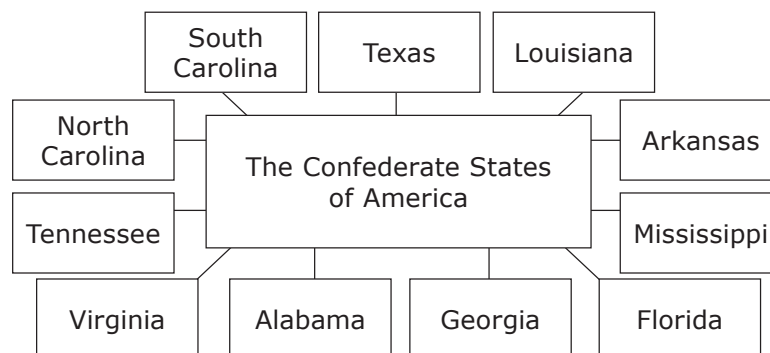 South
Carolina
Texas
Louisiana
North
Carolina
The Confederate States
of America
Arkansas
Tennessee
Mississippi
Virginia
Alabama
Georgia
Florida